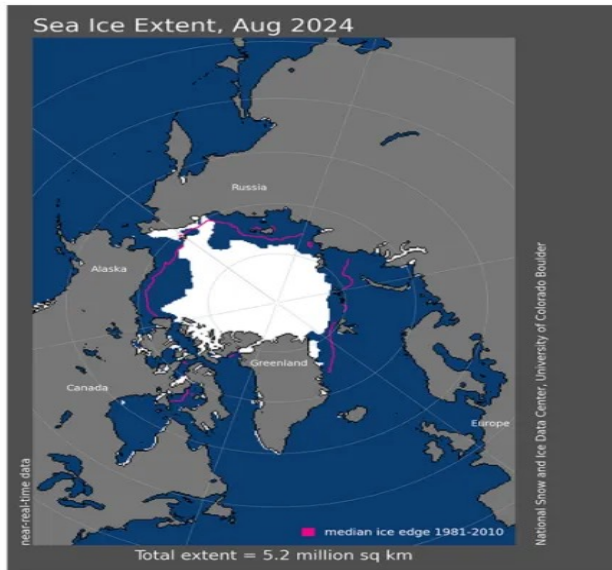 Sea Ice Extent, Aug 2024
Russia
Alaska
Greenland
Canada
Europe
near-real-time data
National Snow and Ice Data Center, University of Colorado Boulder
median ice edge 1981-2010
Total extent = 5.2 million sq km